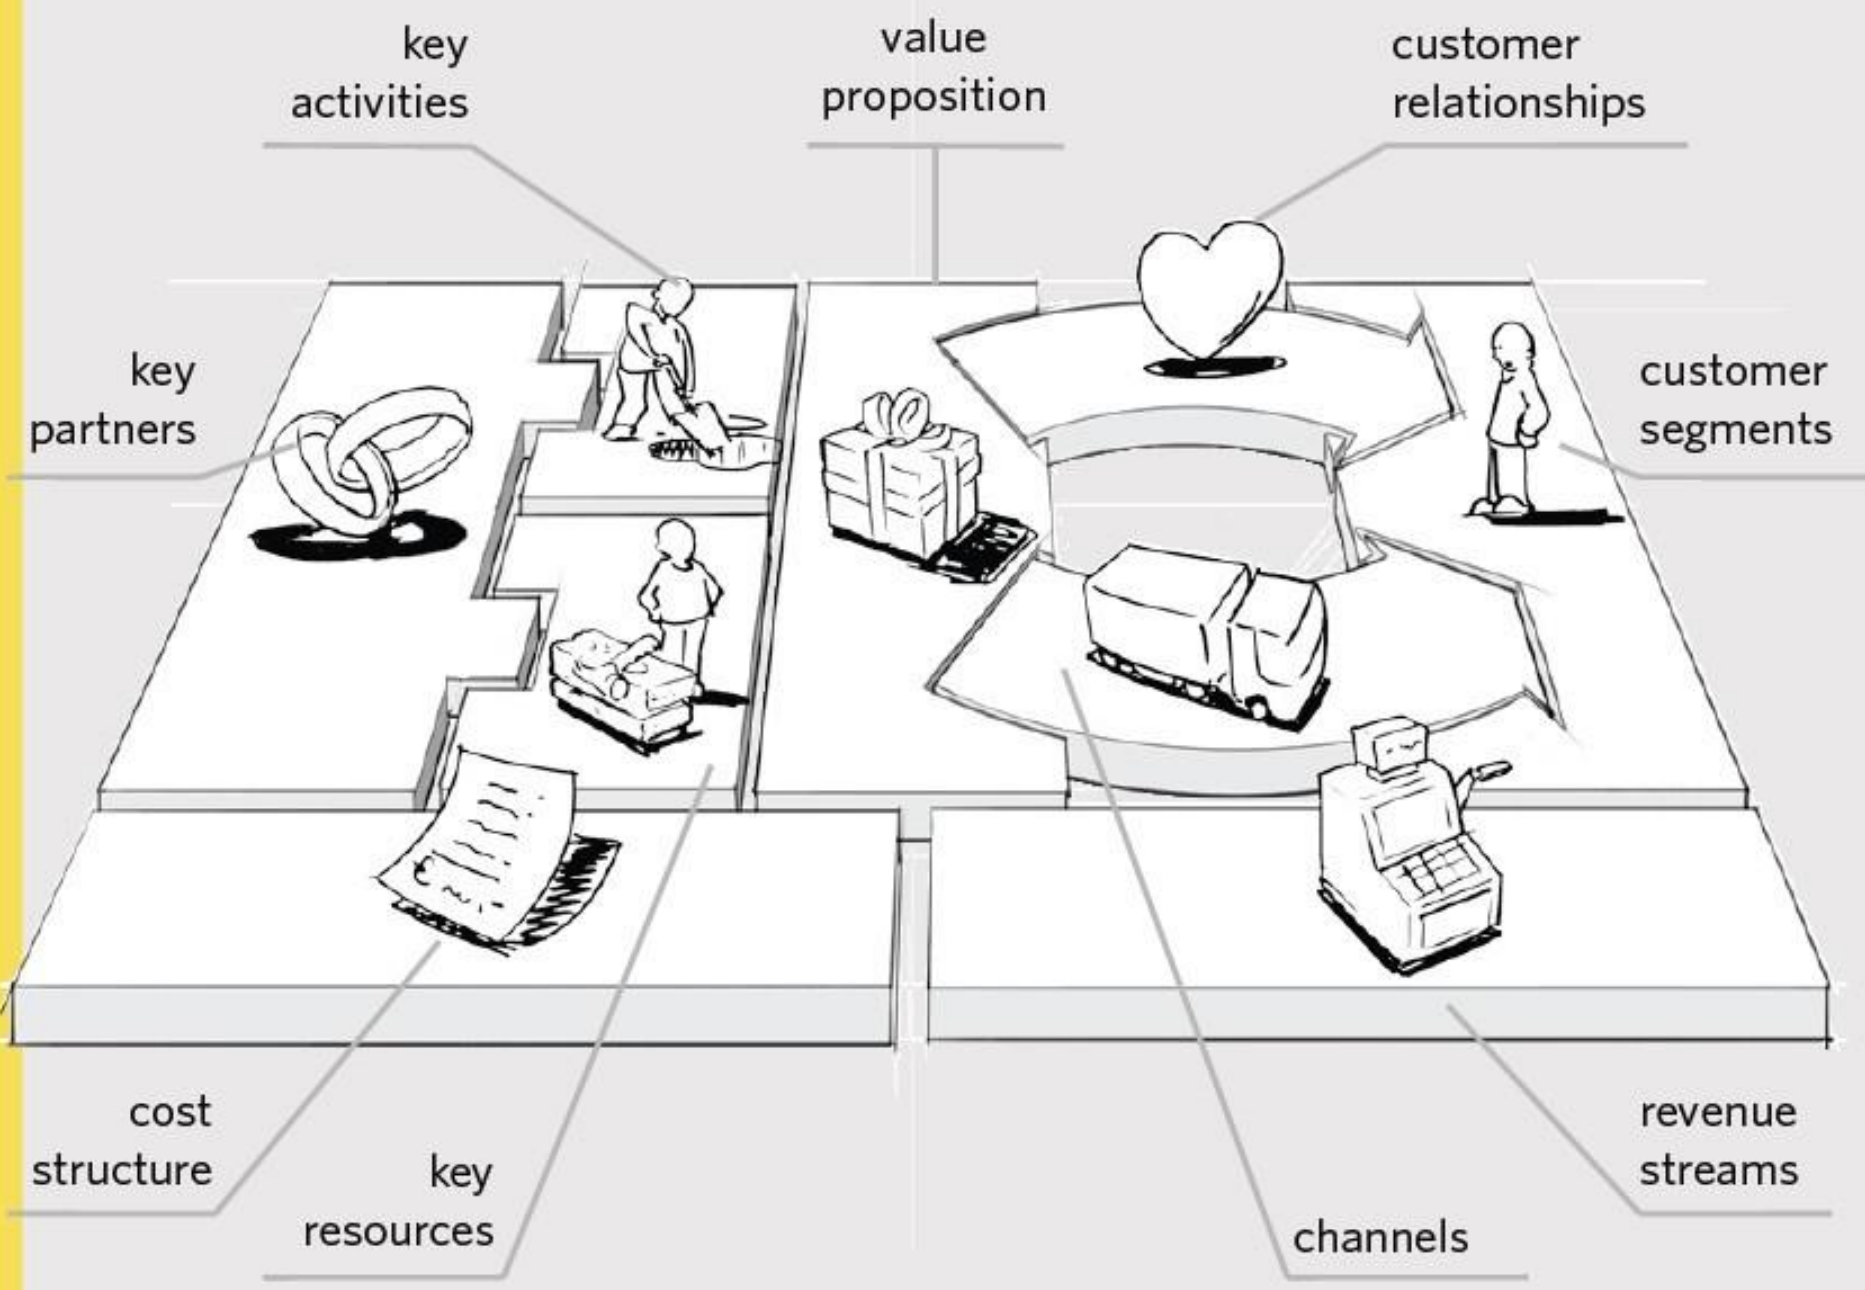 key
activities
value
proposition
customer
relationships
key
partners
customer
segments
cost
structure
key
resources
channels
revenue
streams